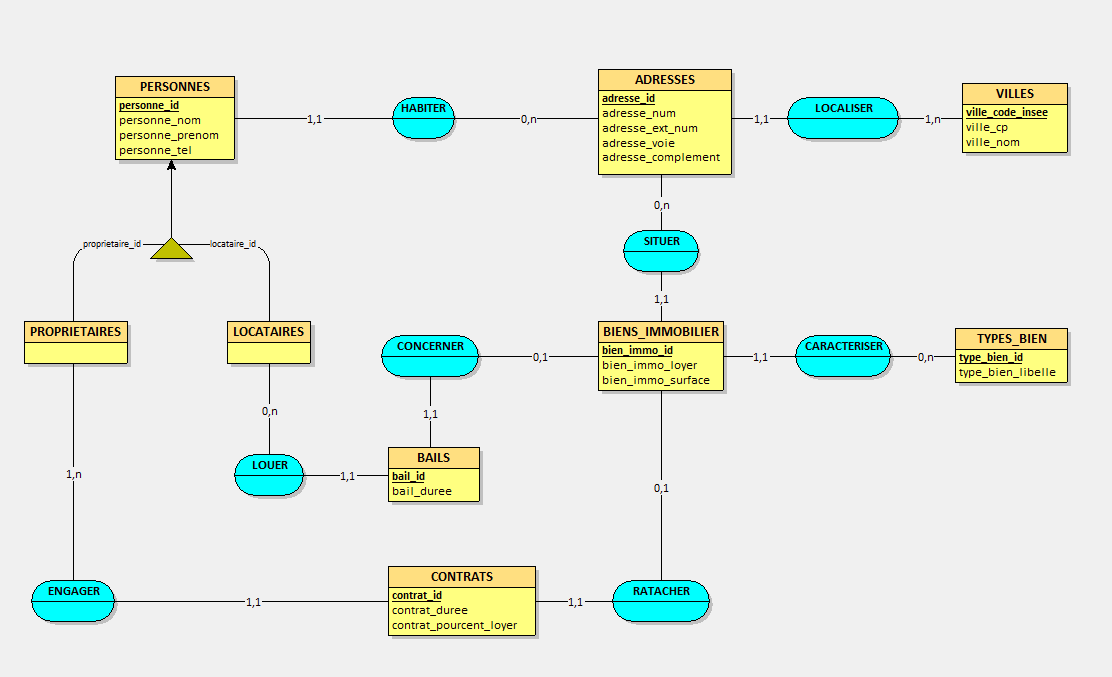 PERSONNES
personne_id
personne_nom
personne_prenom
personne_tel
1,1
HABITER
0,n
ADRESSES
adresse_id
adresse_num
adresse_ext_num
adresse_voie
adresse_complement
1,1
LOCALISER
1,n
VILLES
ville_code_insee
ville_cp
ville_nom
0,n
SITUER
1,1
proprietaire_id
locataire_id
PROPRIETAIRES
LOCATAIRES
CONCERNER
0,1
BIENS_IMMOBILIER
bien_immo_id
bien_immo_loyer
bien_immo_surface
1,1
CARACTERISER
0,n
TYPES_BIEN
type_bien_id
type_bien_libelle
0,n
1,1
LOUER
1,1
BAILS
bail_id
bail_duree
1,n
0,1
ENGAGER
1,1
CONTRATS
contrat_id
contrat_duree
contrat_pourcent_loyer
1,1
RATACHER